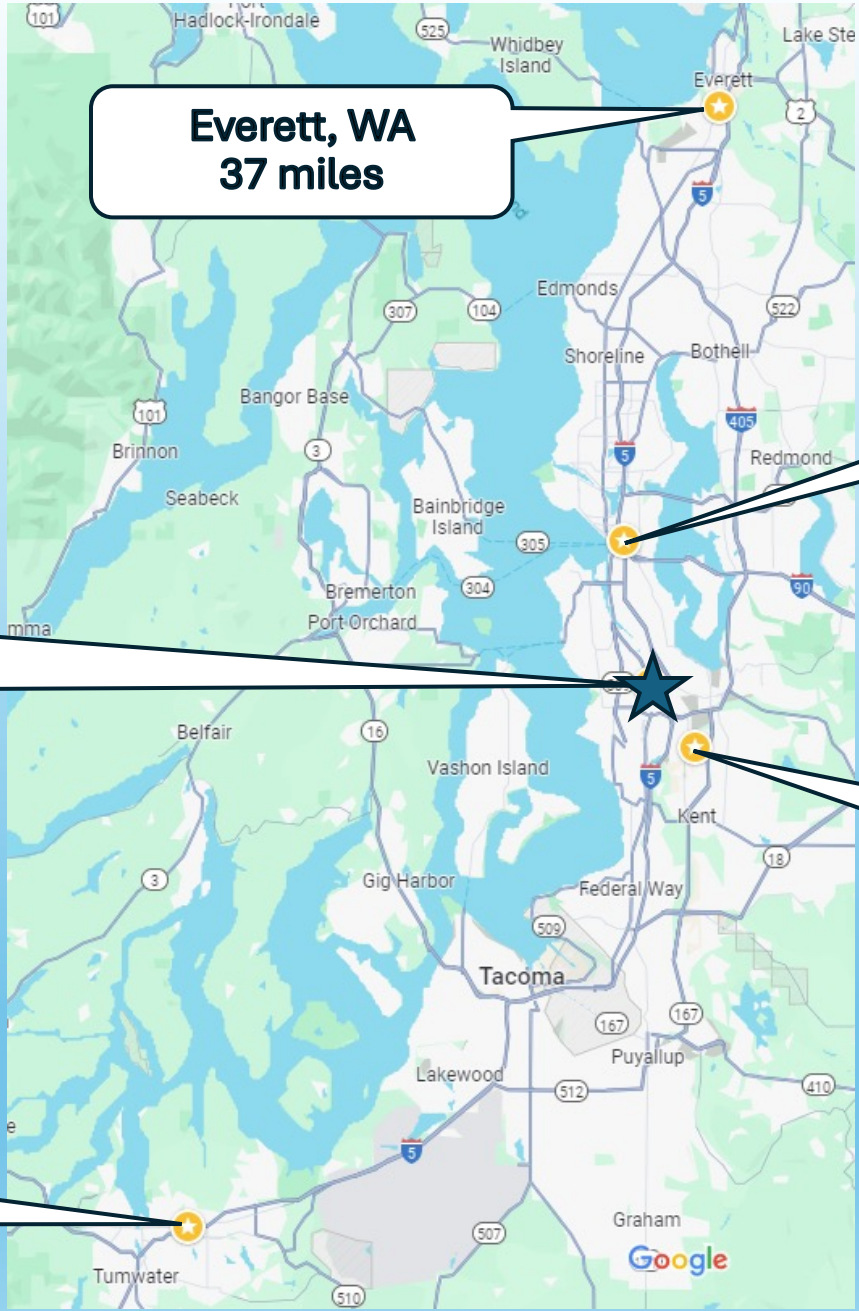 101
Hadlock-Irondale
525
Whidbey
Island
Lake Ste
Everett
2
Everett, WA
37 miles
5
Edmonds
307
104
522
Shoreline
Bothell
Bangor Base
101
405
3
5
Brinnon
Redmond
Seabeck
Bainbridge
Island
305
304
90
Bremerton
Port Orchard
mma
Belfair
16
Vashon Island
5
Kent
18
3
Gig Harbor
Federal Way
509
Tacoma
167
167
Puyallup
Lakewood
512
410
e
5
Graham
507
Google
Tumwater
510